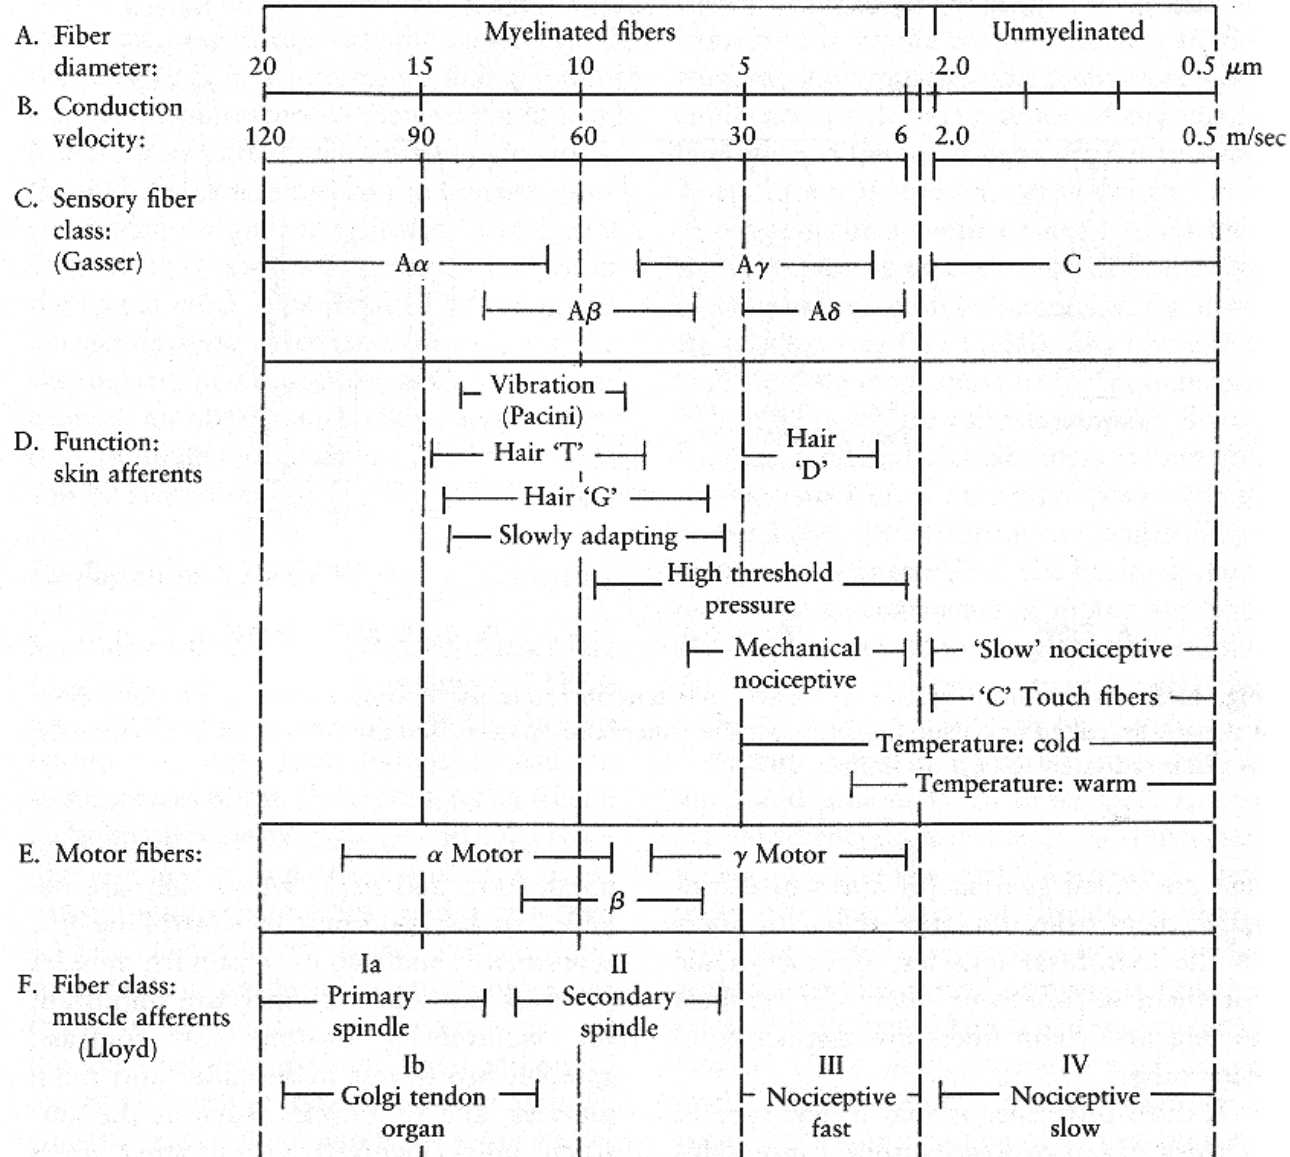 A. Fiber diameter:
Myelinated fibers
Unmyelinated
20 15 10 5 2.0 0.5 μm
B. Conduction velocity:
120 90 60 30 6 2.0 0.5 m/sec
C. Sensory fiber class: (Gasser)
Aα
Aγ
C
Aβ
Aδ
D. Function: skin afferents
Vibration
(Pacini)
Hair 'T'
Hair
'D'
Hair 'G'
Slowly adapting
High threshold
pressure
Mechanical
nociceptive
'Slow' nociceptive
'C' Touch fibers
Temperature: cold
Temperature: warm
E. Motor fibers:
α Motor
γ Motor
β
F. Fiber class:
muscle afferents
(Lloyd)
Ia
Primary
spindle
II
Secondary
spindle
Ib
Golgi tendon
organ
III
Nociceptive
fast
IV
Nociceptive
slow